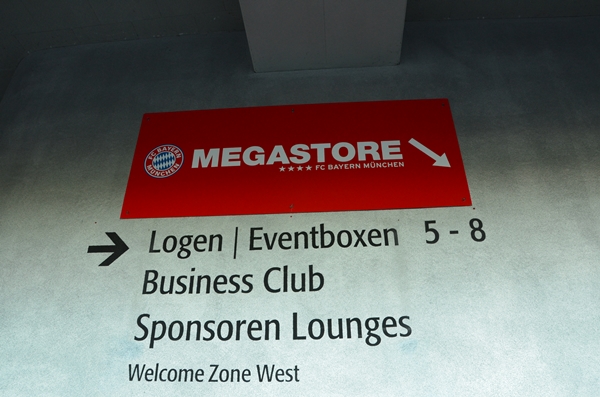 FC BAYERN MÜNCHEN
MEGASTORE
★★★★ FC BAYERN MÜNCHEN
Logen | Eventboxen 5 - 8
Business Club
Sponsoren Lounges
Welcome Zone West